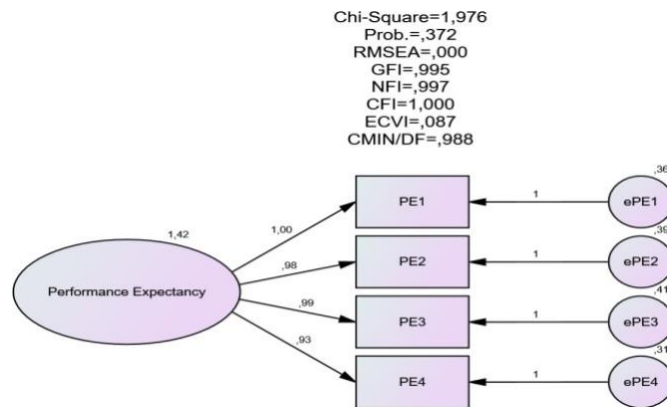 Chi-Square=1,976
Prob.=,372
RMSEA=,000
GFI=,995
NFI=,997
CFI=1,000
ECVI=,087
CMIN/DF=,988
,36
PE1
1
ePE1
1,42
1,00
,39
PE2
1
ePE2
,98
Performance Expectancy
,41
,99
PE3
1
ePE3
,93
,31
PE4
1
ePE4